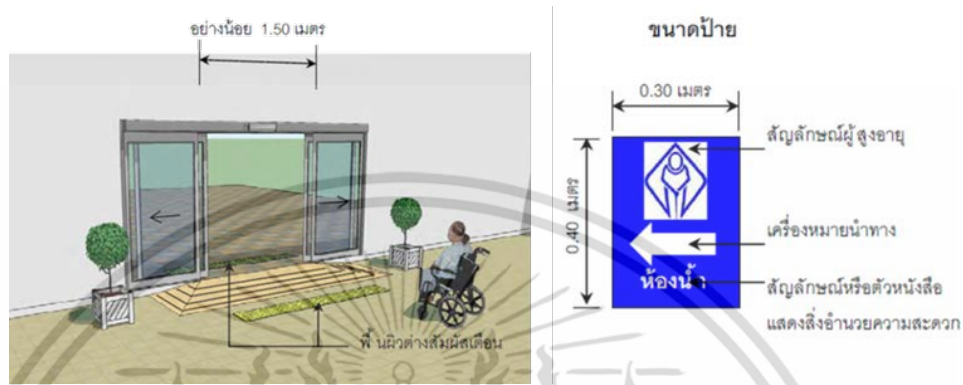 อย่างน้อย 1.50 เมตร
พื้นผิวต่างสัมผัสเตือน
ขนาดป้าย
0.30 เมตร
0.40 เมตร
สัญลักษณ์ผู้สูงอายุ
เครื่องหมายนำทาง
ห้องน้ำ
สัญลักษณ์หรือตัวหนังสือ
แสดงสิ่งอำนวยความสะดวก